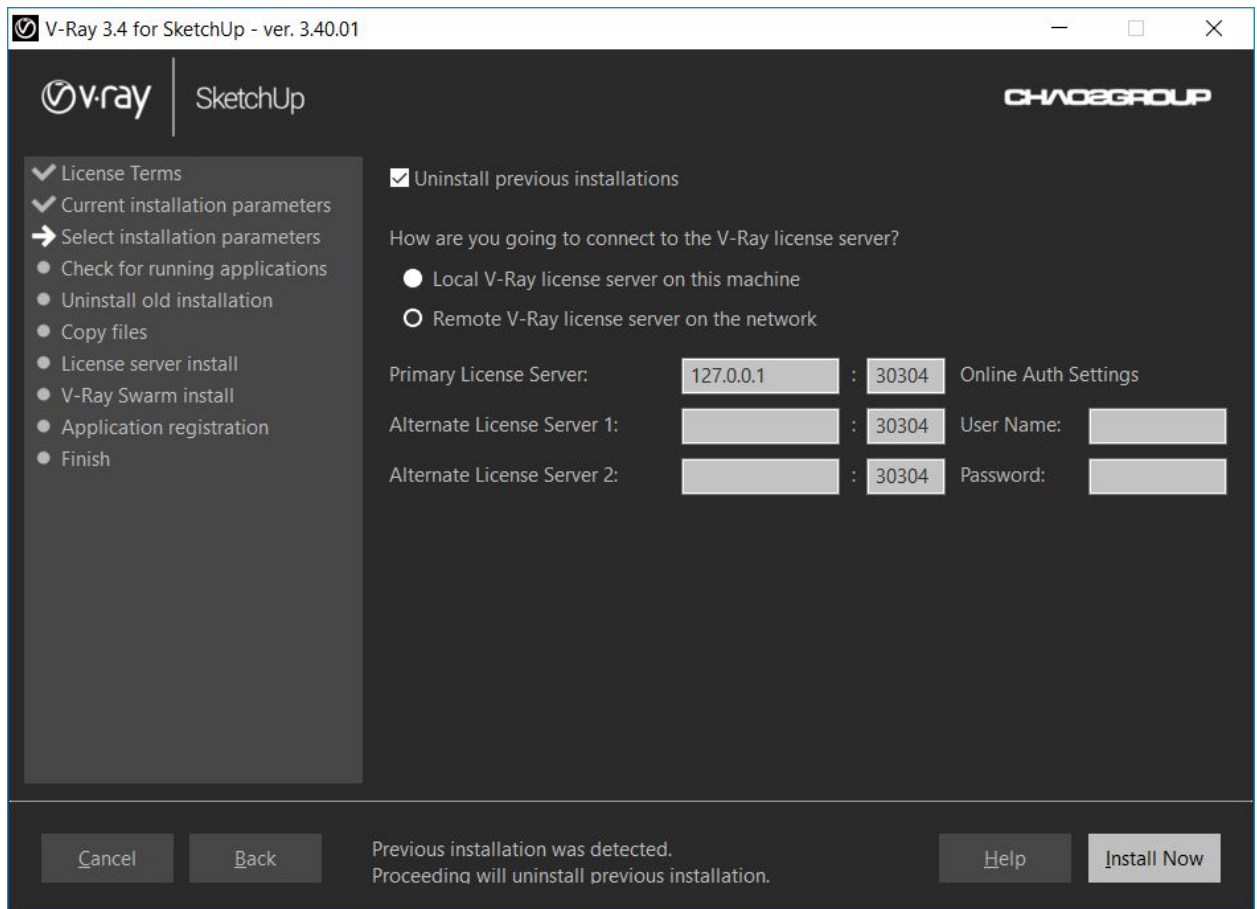 V-Ray 3.4 for SketchUp - ver. 3.40.01
v·ray SketchUp
CHAOSGROUP
License Terms
Current installation parameters
Select installation parameters
Check for running applications
Uninstall old installation
Copy files
License server install
V-Ray Swarm install
Application registration
Finish
Uninstall previous installations
How are you going to connect to the V-Ray license server?
Local V-Ray license server on this machine
Remote V-Ray license server on the network
Primary License Server: 127.0.0.1 : 30304 Online Auth Settings
Alternate License Server 1: : 30304 User Name:
Alternate License Server 2: : 30304 Password:
Cancel
Back
Previous installation was detected.
Proceeding will uninstall previous installation.
Help
Install Now